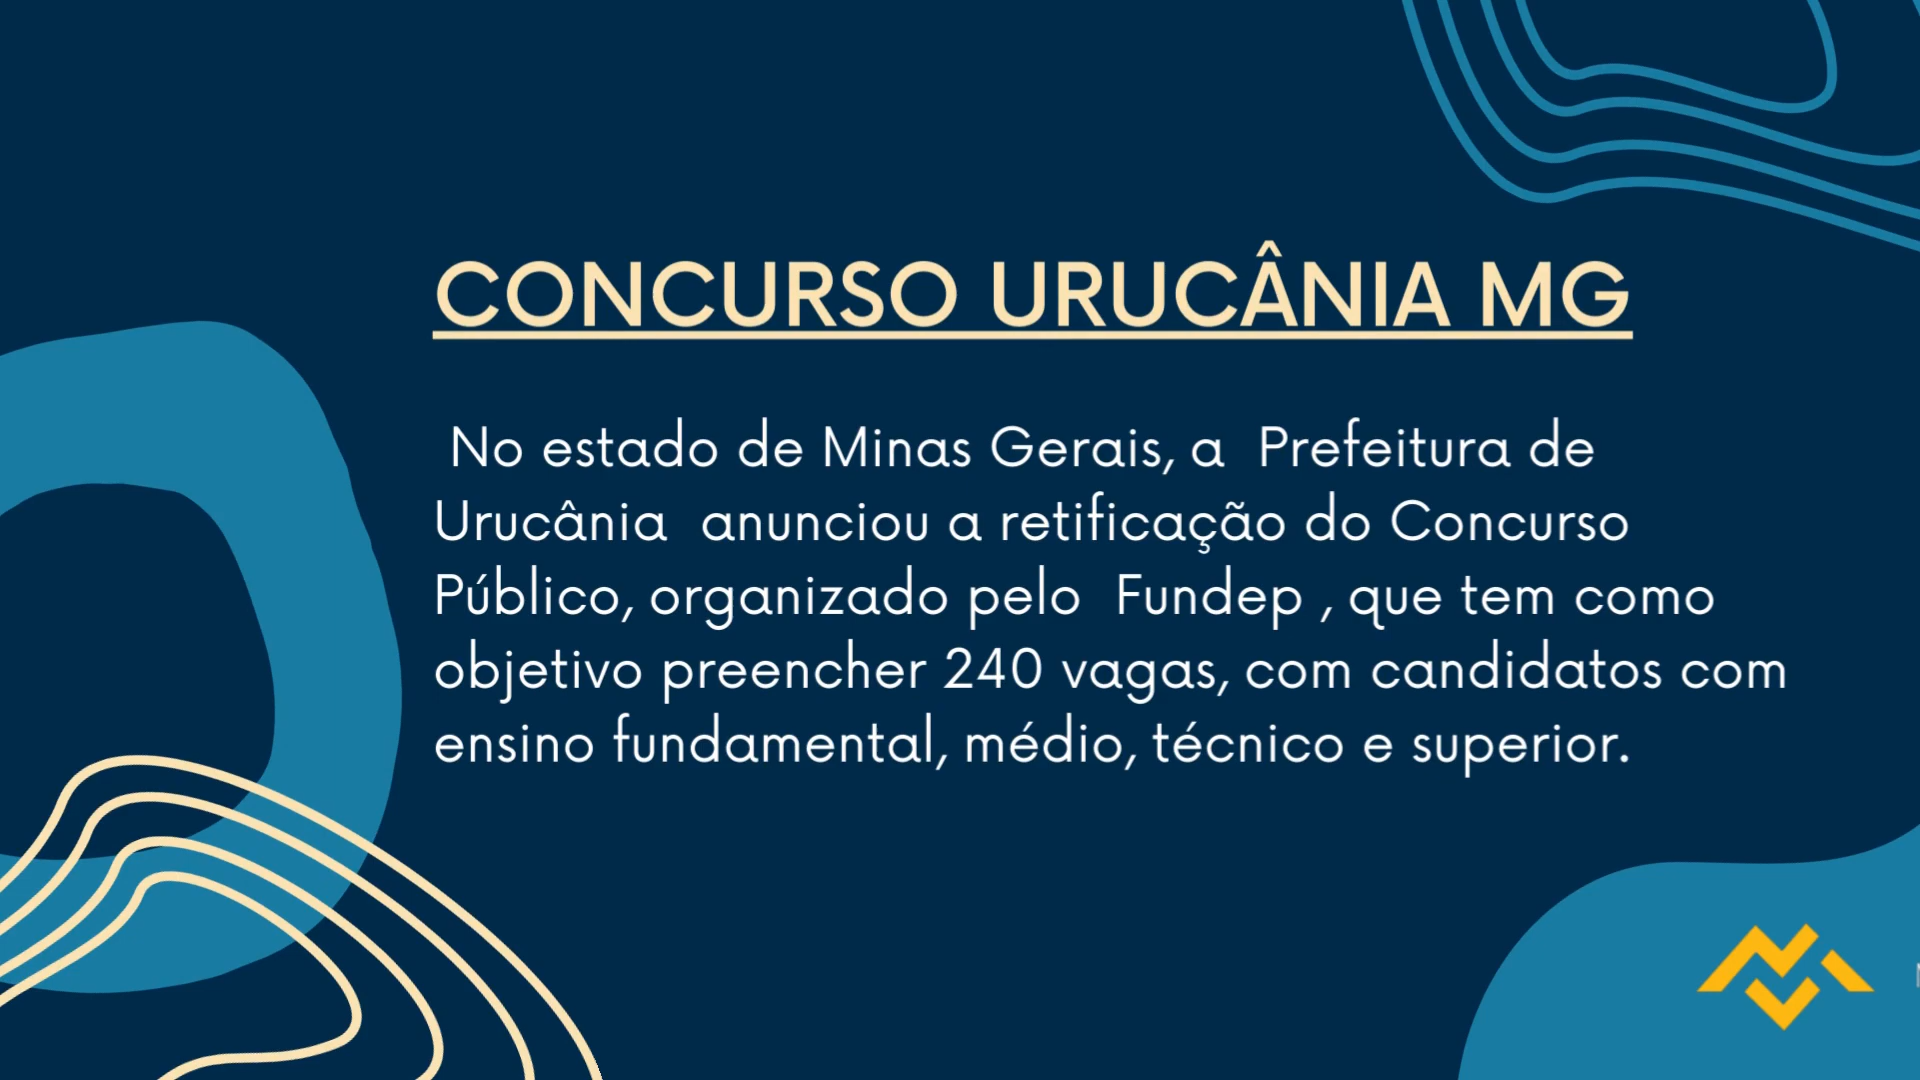 CONCURSO URUCÂNIA MG
No estado de Minas Gerais, a Prefeitura de
Urucânia anunciou a retificação do Concurso
Público, organizado pelo Fundep , que tem como
objetivo preencher 240 vagas, com candidatos com
ensino fundamental, médio, técnico e superior.